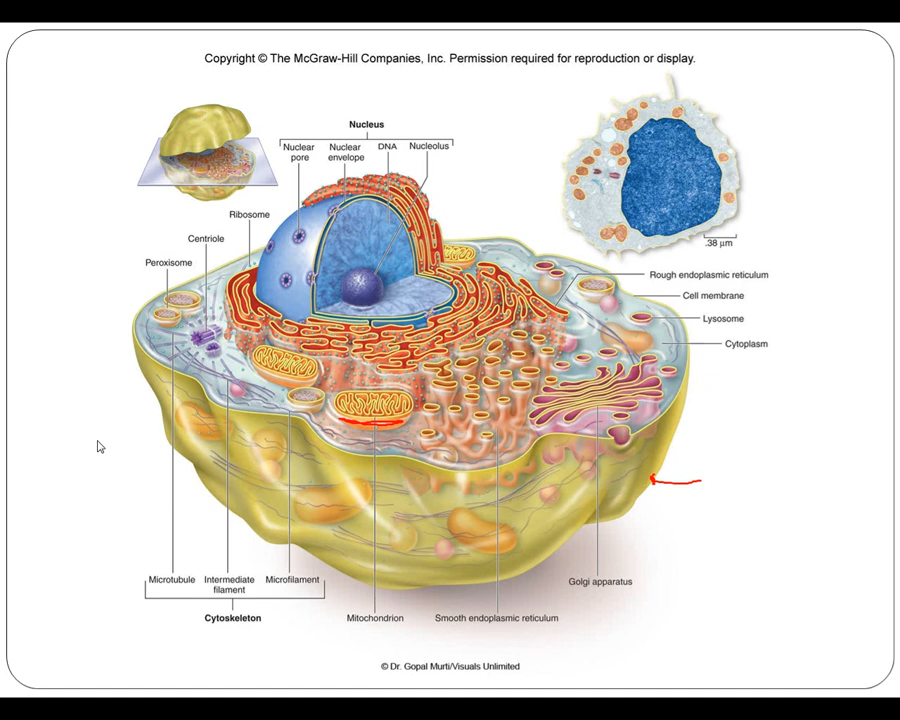 Copyright © The McGraw-Hill Companies, Inc. Permission required for reproduction or display.
Nucleus
Nuclear
pore
Nuclear
envelope
DNA
Nucleolus
Ribosome
Centriole
Peroxisome
.38 μm
Rough endoplasmic reticulum
Cell membrane
Lysosome
Cytoplasm
Microtubule
Intermediate
filament
Microfilament
Cytoskeleton
Mitochondrion
Smooth endoplasmic reticulum
Golgi apparatus
© Dr. Gopal Murti/Visuals Unlimited